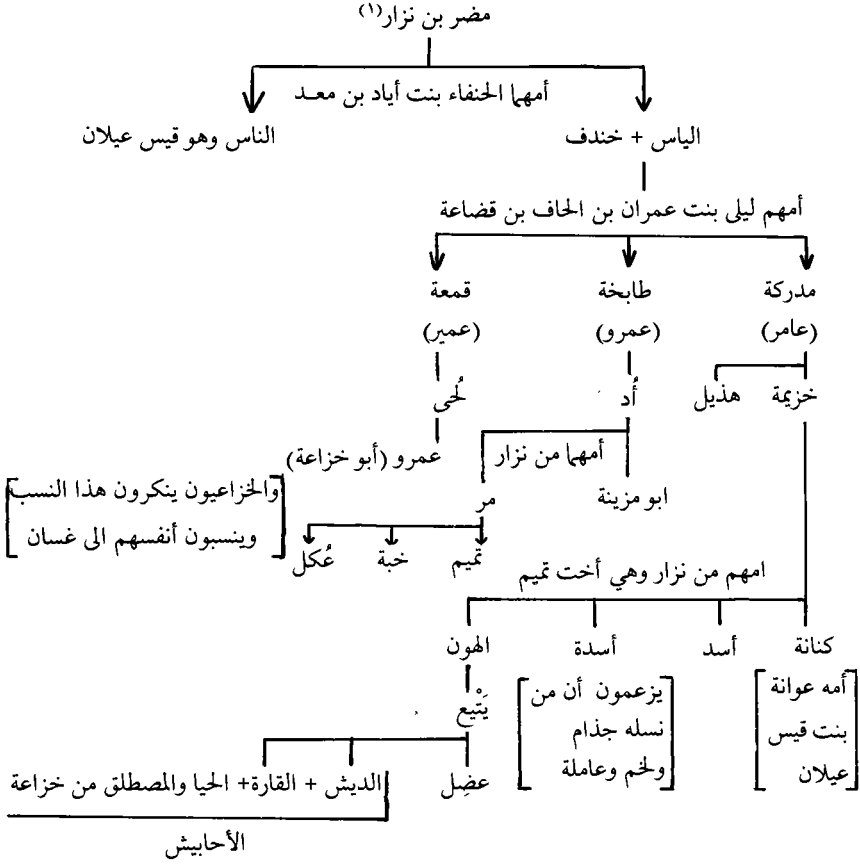 مضر بن نزار(١)
أمهما الحنفاء بنت أياد بن معـد
الياس + خندف
الناس وهو قيس عيلان
أمهم ليلى بنت عمران بن الحاف بن قضاعة
مدركة طابخة قمعة
(عامر) (عمرو) (عمير)
خزيمة هذيل أُد لُحى
أمهما من نزار عمرو (أبو خزاعة)
[والخزاعيون ينكرون هذا النسب
وينسبون أنفسهم الى غسان]
ابو مزينة مر
تميم خبة عُكل
امهم من نزار وهي أخت تميم
كنانة أسد أسدة الهون
[أمه عوانة
بنت قيس
عيلان]
[يزعمون أن من
نسله جذام
ولخم وعاملة]
يَتْيع
عضِل الديش + القارة+ الحيا والمصطلق من خزاعة
الأحابيش